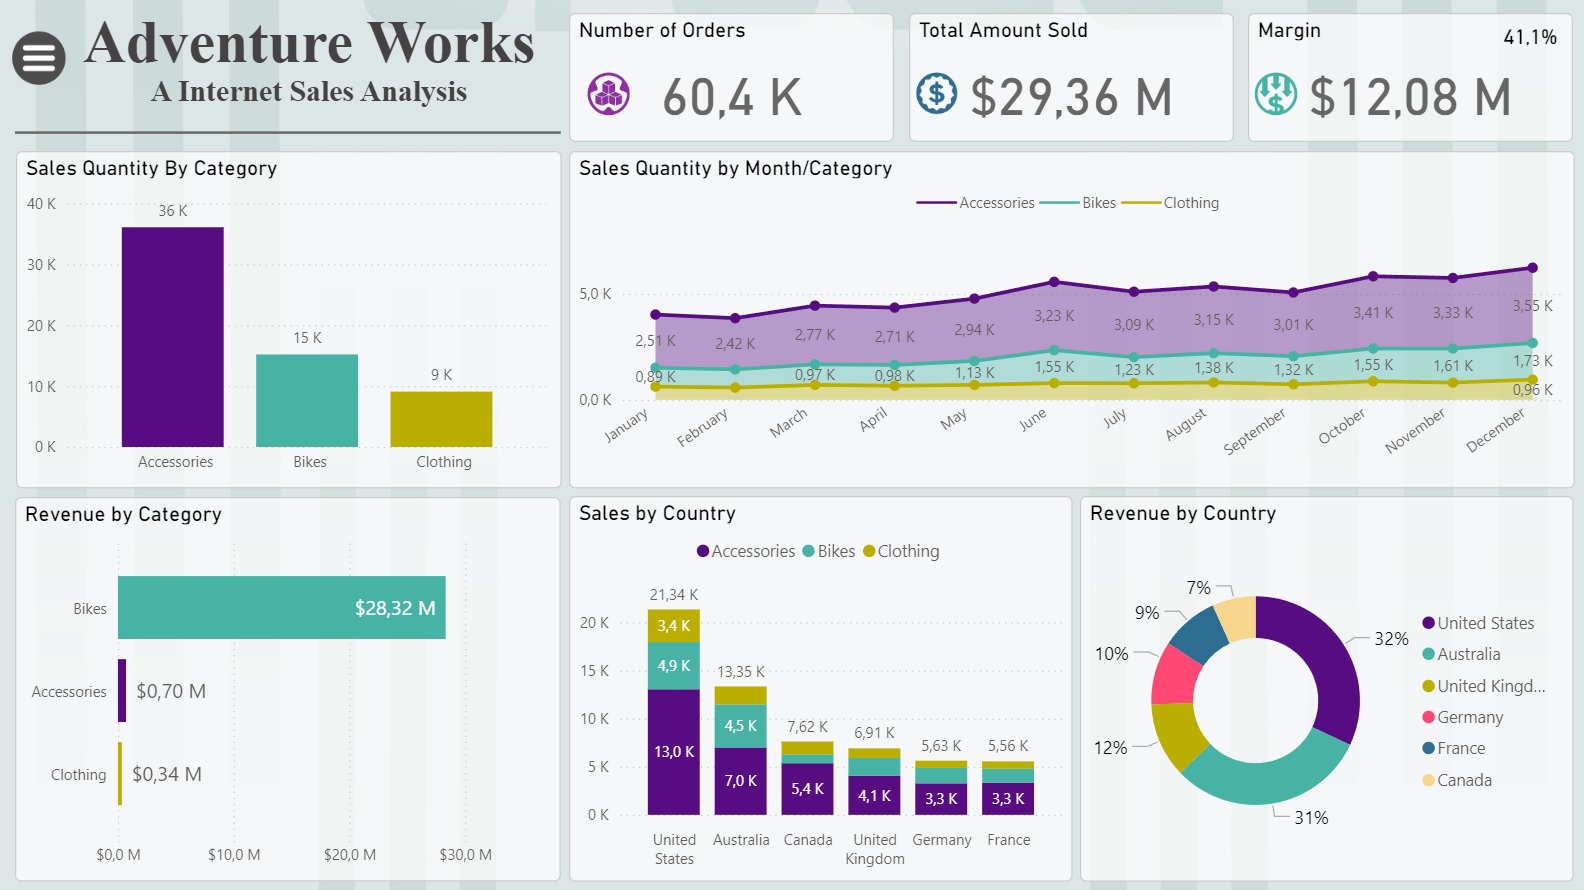 Adventure Works
A Internet Sales Analysis
Number of Orders
60,4 K
Total Amount Sold
$29,36 M
Margin
41,1%
$12,08 M
Sales Quantity By Category
40 K
30 K
20 K
10 K
0 K
36 K
15 K
9 K
Accessories
Bikes
Clothing
Sales Quantity by Month/Category
Accessories Bikes Clothing
5,0 K
0,0 K
2,51 K
2,42 K
2,77 K
2,71 K
2,94 K
3,23 K
3,09 K
3,15 K
3,01 K
3,41 K
3,33 K
3,55 K
0,89 K
0,97 K
0,98 K
1,13 K
1,55 K
1,23 K
1,38 K
1,32 K
1,55 K
1,61 K
1,73 K
0,96 K
January
February
March
April
May
June
July
August
September
October
November
December
Revenue by Category
Bikes
$28,32 M
Accessories
$0,70 M
Clothing
$0,34 M
$0,0 M
$10,0 M
$20,0 M
$30,0 M
Sales by Country
Accessories Bikes Clothing
20 K
15 K
10 K
5 K
0 K
21,34 K
3,4 K
4,9 K
13,0 K
13,35 K
4,5 K
7,0 K
7,62 K
5,4 K
6,91 K
4,1 K
5,63 K
3,3 K
5,56 K
3,3 K
United
States
Australia
Canada
United
Kingdom
Germany
France
Revenue by Country
7%
9%
10%
12%
31%
32%
United States
Australia
United Kingd...
Germany
France
Canada